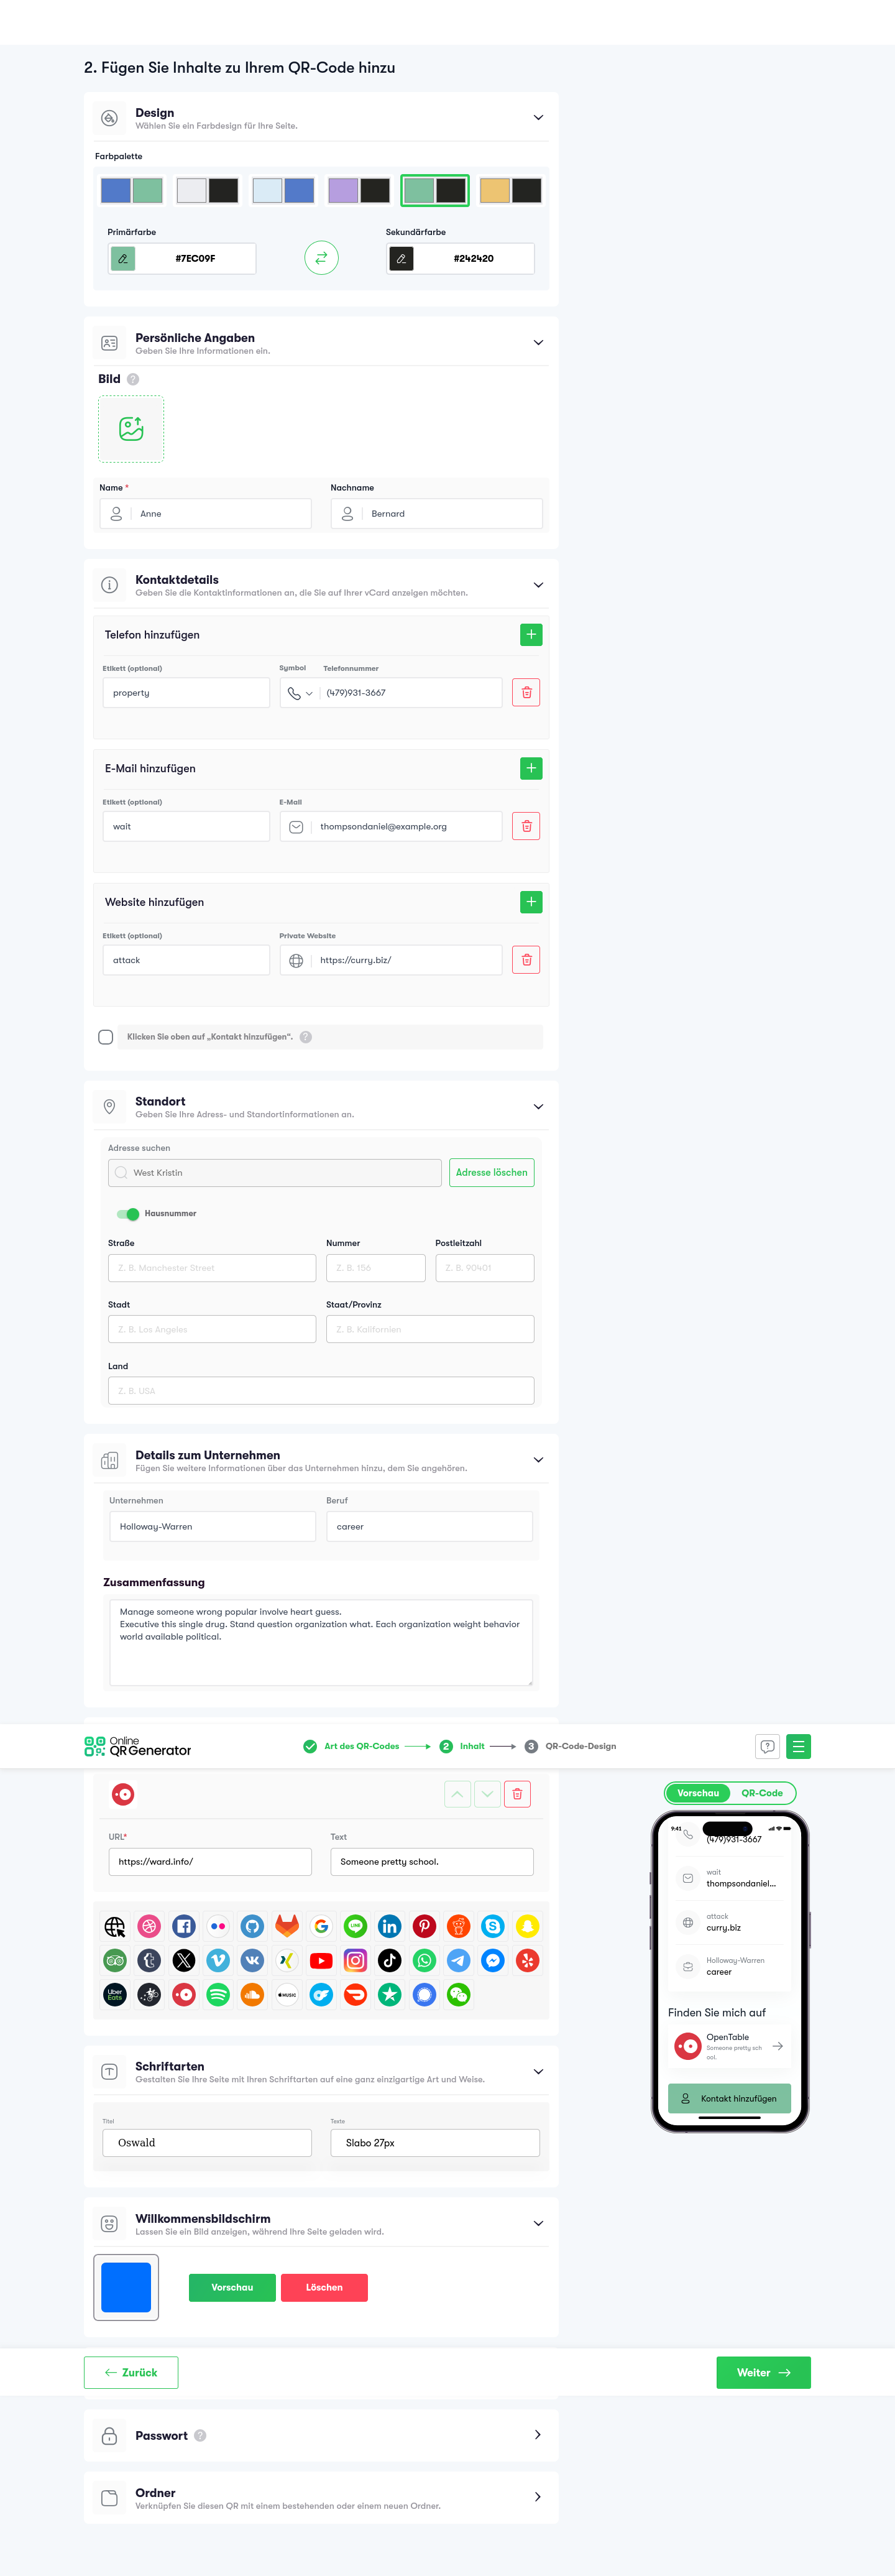 2. Fügen Sie Inhalte zu Ihrem QR-Code hinzu
Design
Wählen Sie ein Farbdesign für Ihre Seite.
Farbpalette
Primärfarbe
Sekundärfarbe
#7EC09F
#242420
Persönliche Angaben
Geben Sie Ihre Informationen ein.
Bild ?
Name *
Nachname
Anne
Bernard
Kontaktdetails
Geben Sie die Kontaktinformationen an, die Sie auf Ihrer vCard anzeigen möchten.
Telefon hinzufügen
Etikett (optional)
Symbol
Telefonnummer
property
(479)931-3667
E-Mail hinzufügen
Etikett (optional)
E-Mail
wait
thompsondaniel@example.org
Website hinzufügen
Etikett (optional)
Private Website
attack
https://curry.biz/
Klicken Sie oben auf „Kontakt hinzufügen". ?
Standort
Geben Sie Ihre Adress- und Standortinformationen an.
Adresse suchen
West Kristin
Adresse löschen
Hausnummer
Straße
Nummer
Postleitzahl
Z. B. Manchester Street
Z. B. 156
Z. B. 90401
Stadt
Staat/Provinz
Z. B. Los Angeles
Z. B. Kalifornien
Land
Z. B. USA
Details zum Unternehmen
Fügen Sie weitere Informationen über das Unternehmen hinzu, dem Sie angehören.
Unternehmen
Beruf
Holloway-Warren
career
Zusammenfassung
Manage someone wrong popular involve heart guess.
Executive this single drug. Stand question organization what. Each organization weight behavior
world available political.
Online
QR Generator
Art des QR-Codes
2 Inhalt
3 QR-Code-Design
Vorschau
QR-Code
URL*
Text
https://ward.info/
Someone pretty school.
LINE
Uber
Eats
MUSIC
9:41
(479)931-3667
wait
thompsondaniel...
attack
curry.biz
Holloway-Warren
career
Finden Sie mich auf
OpenTable
Someone pretty sch
ool.
Kontakt hinzufügen
Schriftarten
Gestalten Sie Ihre Seite mit Ihren Schriftarten auf eine ganz einzigartige Art und Weise.
Titel
Texte
Oswald
Slabo 27px
Willkommensbildschirm
Lassen Sie ein Bild anzeigen, während Ihre Seite geladen wird.
Vorschau
Löschen
Zurück
Weiter
Passwort ?
Ordner
Verknüpfen Sie diesen QR mit einem bestehenden oder einem neuen Ordner.